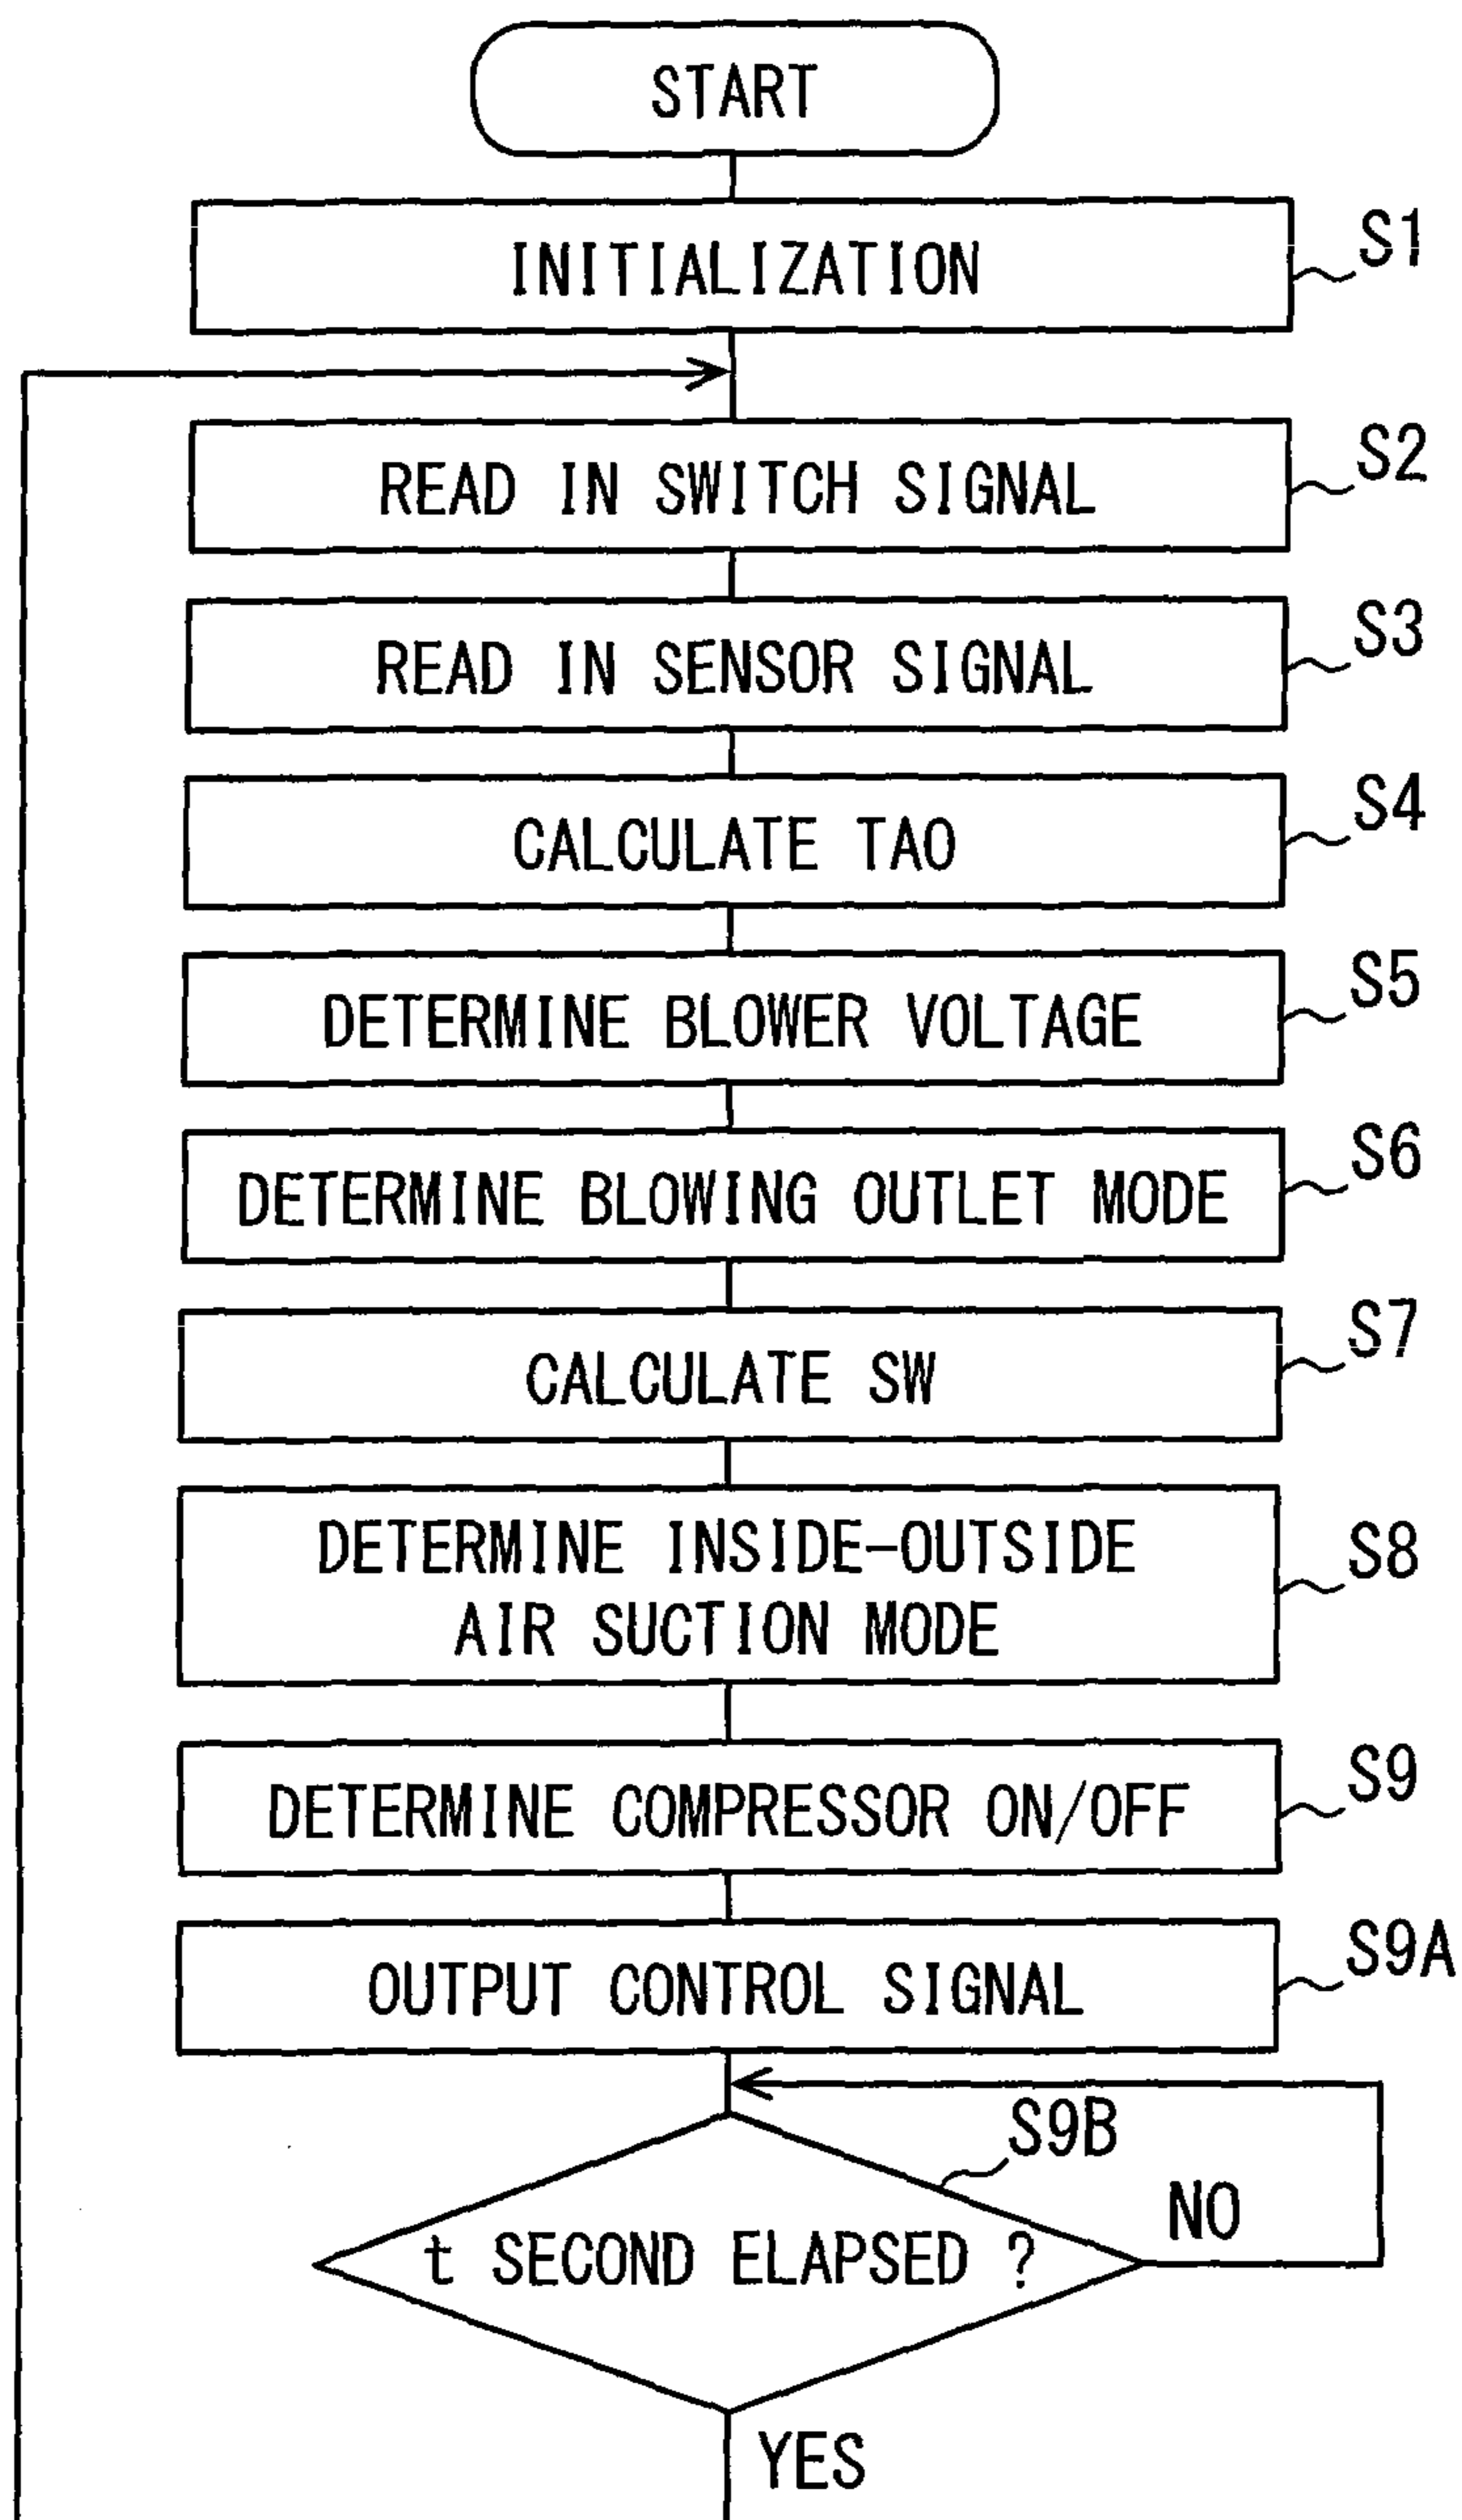 START
INITIALIZATION
S1
READ IN SWITCH SIGNAL
S2
READ IN SENSOR SIGNAL
S3
CALCULATE TAO
S4
DETERMINE BLOWER VOLTAGE
S5
DETERMINE BLOWING OUTLET MODE
S6
CALCULATE SW
S7
DETERMINE INSIDE-OUTSIDE
AIR SUCTION MODE
S8
DETERMINE COMPRESSOR ON/OFF
S9
OUTPUT CONTROL SIGNAL
S9A
S9B
t SECOND ELAPSED ?
NO
YES